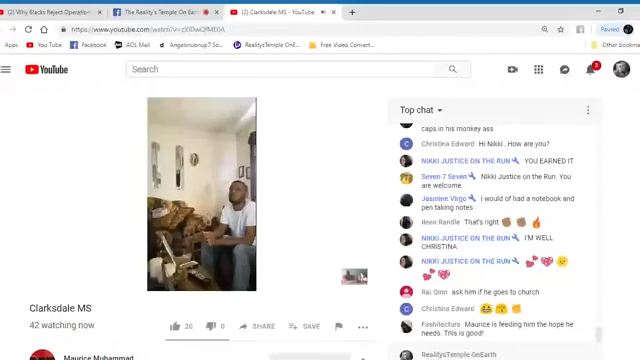 (2) Why Blacks Reject Operation
The Reality's Temple On Earth
(2) Clarksdale MS - YouTube
Apps
You Tube
Facebook
AOL Mail
RealitysTemple OnE
Free Video Convert
Other bookmark
Paused
YouTube
Search
2
Top chat
caps in his monkey ass
Christina Edward Hi Nikki , How are you?
NIKKI JUSTICE ON THE RUN YOU EARNED IT
Seven 7 Seven Nikki Justice on the Run. You
are welcome.
Jasmine Virgo I would of had a notebook and
pen taking notes
Ileen Randle That's right
NIKKI JUSTICE ON THE RUN I'M WELL
CHRISTINA
NIKKI JUSTICE ON THE RUN
Rai Qinn ask him if he goes to church
Christina Edward
Fashitectura Maurice is feeding him the hope he
needs. This is good!
RealitysTemple OnEarth
Clarksdale MS
42 watching now
20
0
SHARE
SAVE
Maurice Muhammad